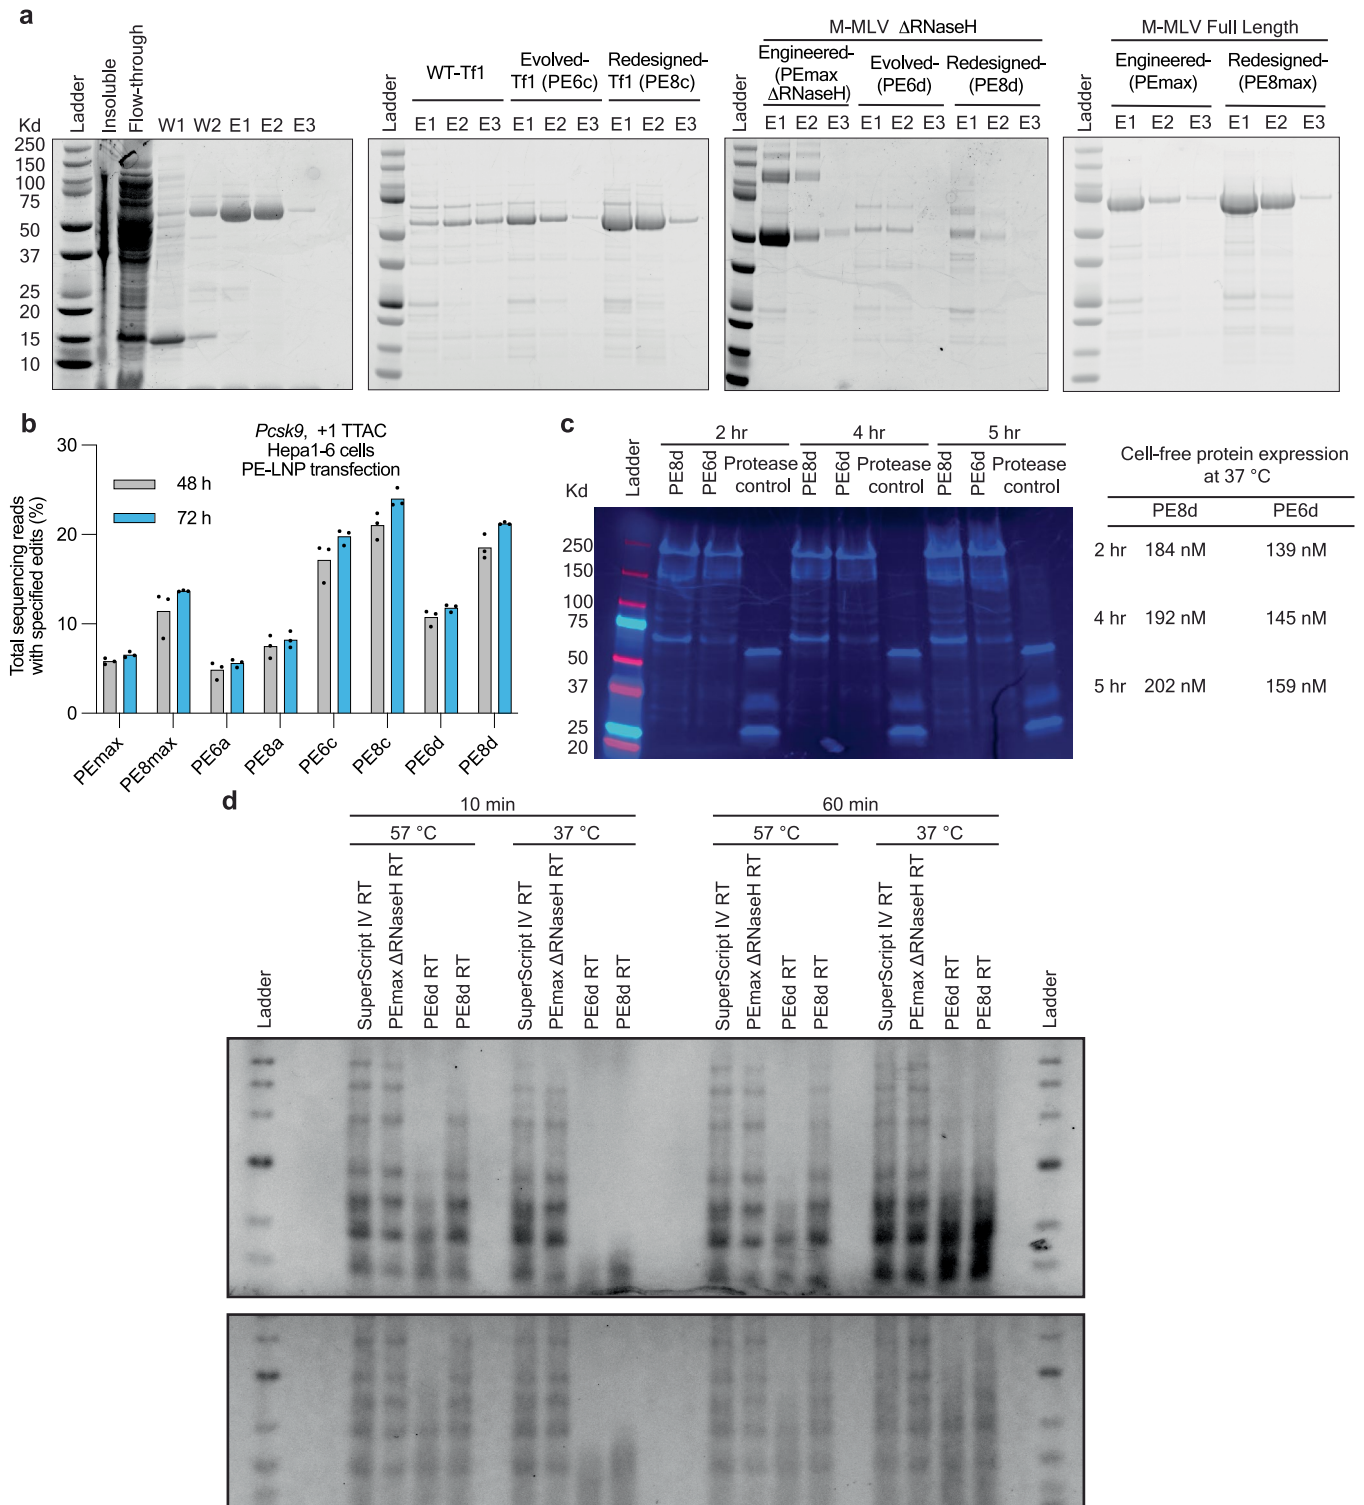 a
Kd
Ladder
Insoluble
Flow-through
W1 W2 E1 E2 E3
250
150
100
75
50
37
25
20
15
10
Ladder
WT-Tf1
Evolved-
Tf1 (PE6c)
Redesigned-
Tf1 (PE8c)
E1 E2 E3 E1 E2 E3 E1 E2 E3
M-MLV ΔRNaseH
Ladder
Engineered-
(PEmax
ΔRNaseH)
Evolved-
(PE6d)
Redesigned-
(PE8d)
E1 E2 E3 E1 E2 E3 E1 E2 E3
M-MLV Full Length
Ladder
Engineered-
(PEmax)
Redesigned-
(PE8max)
E1 E2 E3 E1 E2 E3
b
Pcsk9, +1 TTAC
Hepa1-6 cells
PE-LNP transfection
48 h
72 h
Total sequencing reads
with specified edits (%)
30
20
10
0
PEmax
PE8max
PE6a
PE8a
PE6c
PE8c
PE6d
PE8d
c
Kd
Ladder
2 hr 4 hr 5 hr
PE8d
PE6d
Protease
control
PE8d
PE6d
Protease
control
PE8d
PE6d
Protease
control
250
150
100
75
50
37
25
20
Cell-free protein expression
at 37 °C
PE8d PE6d
2 hr 184 nM 139 nM
4 hr 192 nM 145 nM
5 hr 202 nM 159 nM
d
10 min 60 min
57 °C 37 °C 57 °C 37 °C
Ladder
SuperScript IV RT
PEmax ΔRNaseH RT
PE6d RT
PE8d RT
SuperScript IV RT
PEmax ΔRNaseH RT
PE6d RT
PE8d RT
SuperScript IV RT
PEmax ΔRNaseH RT
PE6d RT
PE8d RT
SuperScript IV RT
PEmax ΔRNaseH RT
PE6d RT
PE8d RT
Ladder